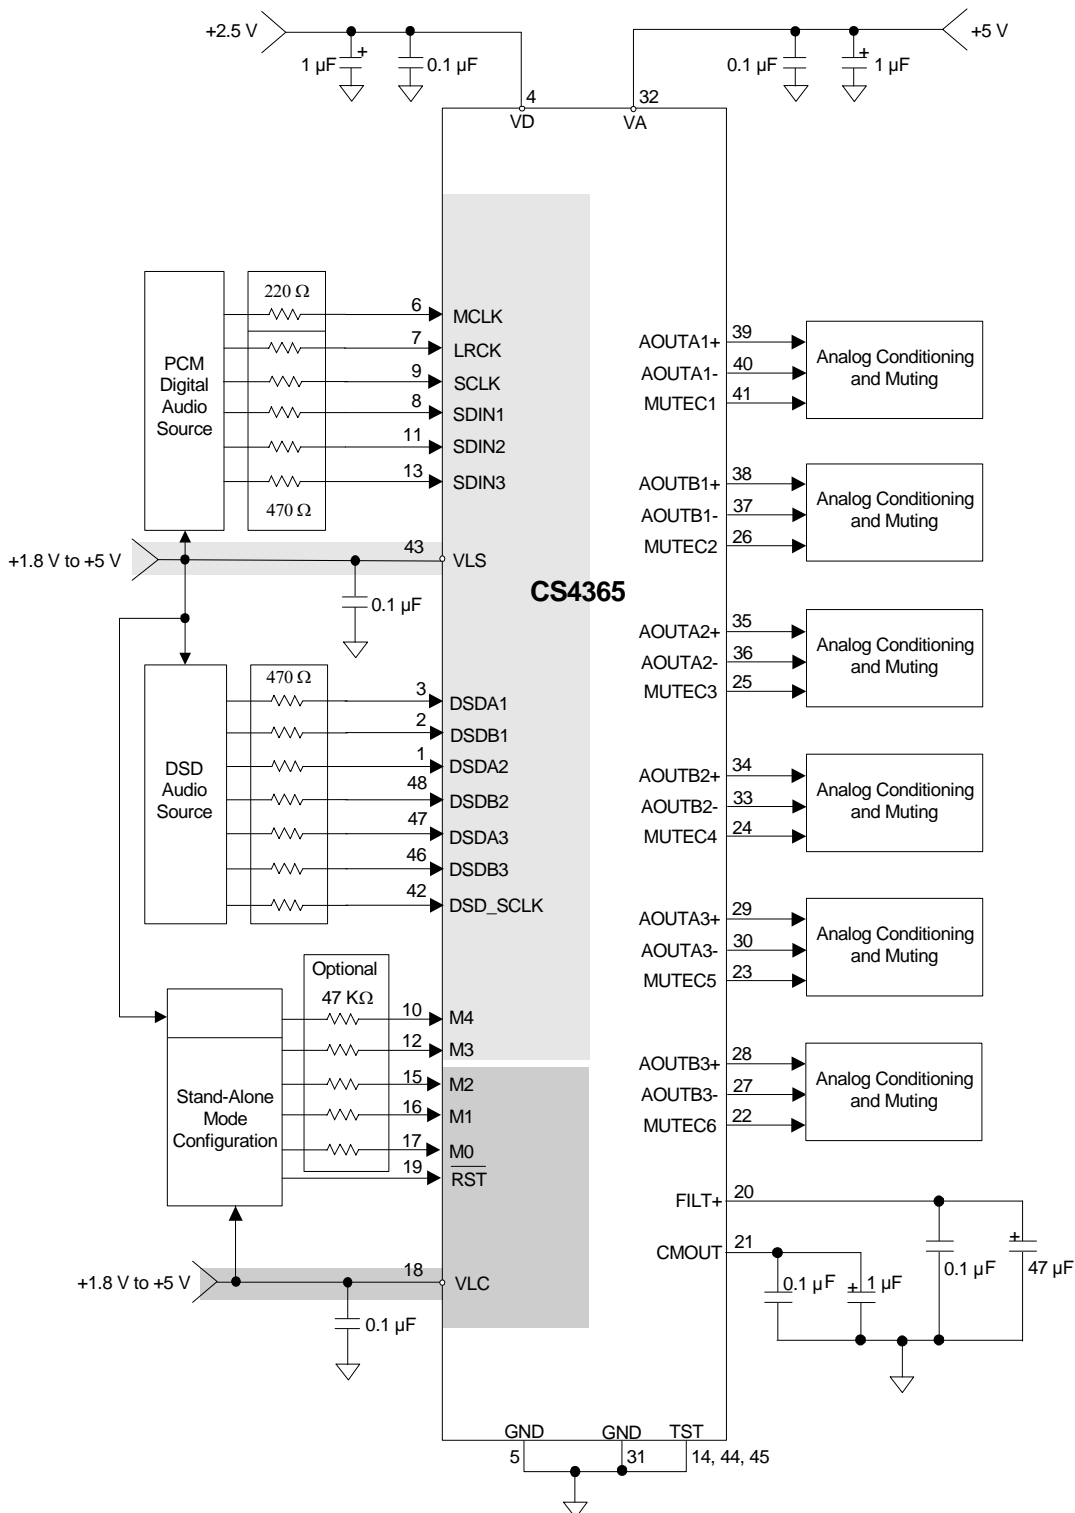 +2.5 V
+5 V
1 µF
+
0.1 µF
0.1 µF
+
1 µF
4
32
VD
VA
PCM
Digital
Audio
Source
220 Ω
470 Ω
6
MCLK
7
LRCK
9
SCLK
8
SDIN1
11
SDIN2
13
SDIN3
+1.8 V to +5 V
43
VLS
0.1 µF
CS4365
DSD
Audio
Source
470 Ω
3
DSDA1
2
DSDB1
1
DSDA2
48
DSDB2
47
DSDA3
46
DSDB3
42
DSD_SCLK
Optional
47 KΩ
Stand-Alone
Mode
Configuration
10
M4
12
M3
15
M2
16
M1
17
M0
19
RST
+1.8 V to +5 V
18
VLC
0.1 µF
AOUTA1+
39
AOUTA1-
40
MUTEC1
41
Analog Conditioning
and Muting
AOUTB1+
38
AOUTB1-
37
MUTEC2
26
Analog Conditioning
and Muting
AOUTA2+
35
AOUTA2-
36
MUTEC3
25
Analog Conditioning
and Muting
AOUTB2+
34
AOUTB2-
33
MUTEC4
24
Analog Conditioning
and Muting
AOUTA3+
29
AOUTA3-
30
MUTEC5
23
Analog Conditioning
and Muting
AOUTB3+
28
AOUTB3-
27
MUTEC6
22
Analog Conditioning
and Muting
FILT+
20
CMOUT
21
0.1 µF
+
1 µF
0.1 µF
+
47 µF
GND
GND
TST
5
31
14, 44, 45